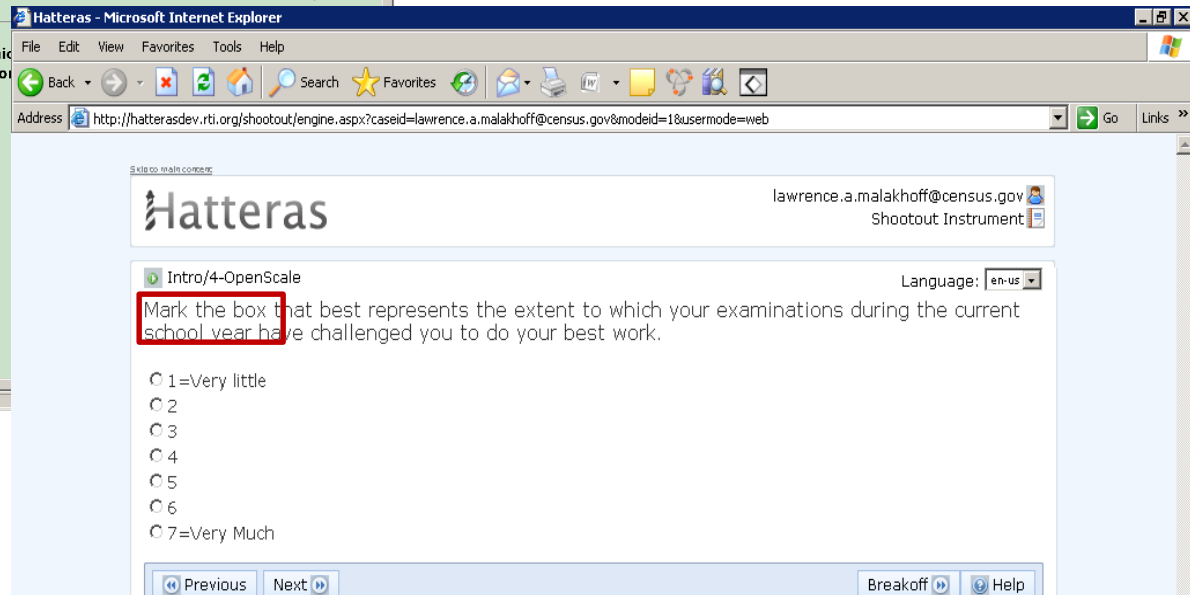 Hatteras - Microsoft Internet Explorer
File Edit View Favorites Tools Help
Back Search Favorites
Address http://hatterasdev.rti.org/shootout/engine.aspx?caseid=lawrence.a.malakhoff@census.gov&modeid=1&usermode=web Go Links »
Skip to main content
Hatteras
lawrence.a.malakhoff@census.gov
Shootout Instrument
Intro/4-OpenScale
Language: en-us
Mark the box that best represents the extent to which your examinations during the current
school year have challenged you to do your best work.
1=Very little
2
3
4
5
6
7=Very Much
Previous Next Breakoff Help